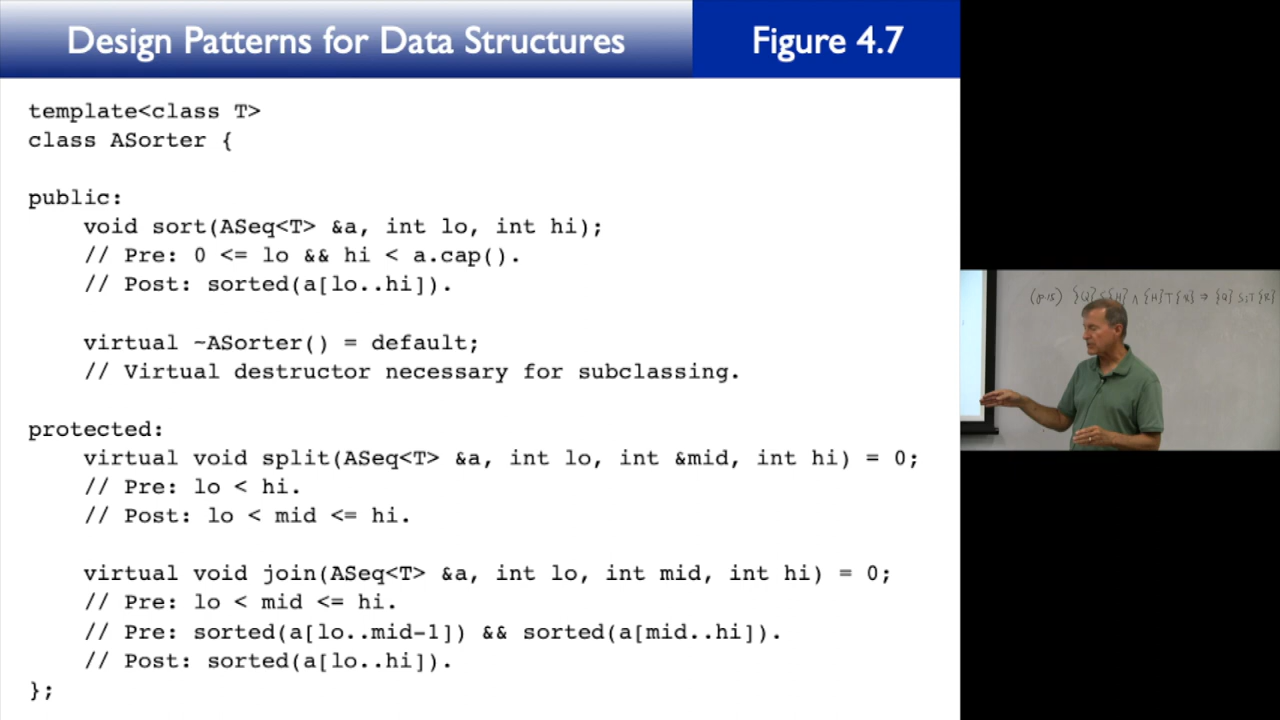 Design Patterns for Data Structures
Figure 4.7
template<class T>
class ASorter {
public:
void sort(ASeq<T> &a, int lo, int hi);
// Pre: 0 <= lo && hi < a.cap().
// Post: sorted(a[lo..hi]).
virtual ~ASorter() = default;
// Virtual destructor necessary for subclassing.
protected:
virtual void split(ASeq<T> &a, int lo, int &mid, int hi) = 0;
// Pre: lo < hi.
// Post: lo < mid <= hi.
virtual void join(ASeq<T> &a, int lo, int mid, int hi) = 0;
// Pre: lo < mid <= hi.
// Pre: sorted(a[lo..mid-1]) && sorted(a[mid..hi]).
// Post: sorted(a[lo..hi]).
};